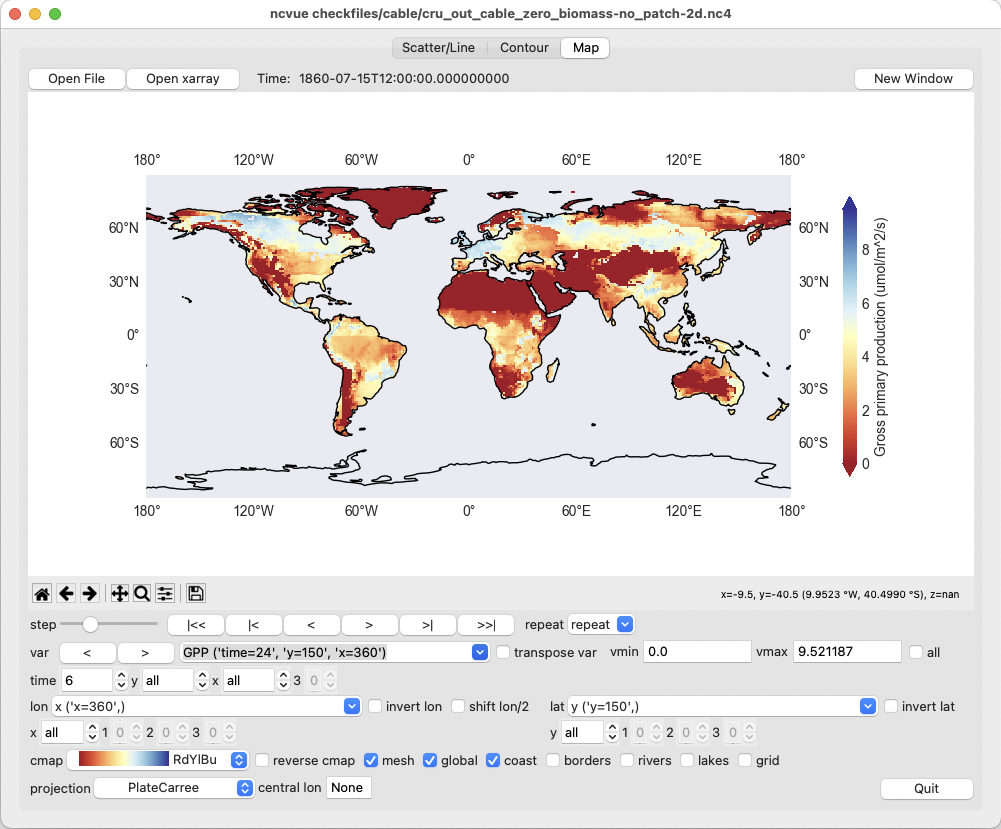 ncvue checkfiles/cable/cru_out_cable_zero_biomass-no_patch-2d.nc4
Scatter/Line Contour Map
Open File Open xarray Time: 1860-07-15T12:00:00.000000000 New Window
180° 120°W 60°W 0° 60°E 120°E 180°
60°N 60°N
30°N 30°N
0° 0°
30°S 30°S
60°S 60°S
180° 120°W 60°W 0° 60°E 120°E 180°
8
6
4
2
0
Gross primary production (umol/m^2/s)
x=-9.5, y=-40.5 (9.9523 °W, 40.4990 °S), z=nan
step |<< |< < > >| >>| repeat repeat
var < > GPP ('time=24', 'y=150', 'x=360') transpose var vmin 0.0 vmax 9.521187 all
time 6 y all x all 3 0
lon x ('x=360',) invert lon shift lon/2 lat y ('y=150',) invert lat
x all 1 0 2 0 3 0 y all 1 0 2 0 3 0
cmap RdYlBu reverse cmap mesh global coast borders rivers lakes grid
projection PlateCarree central lon None Quit